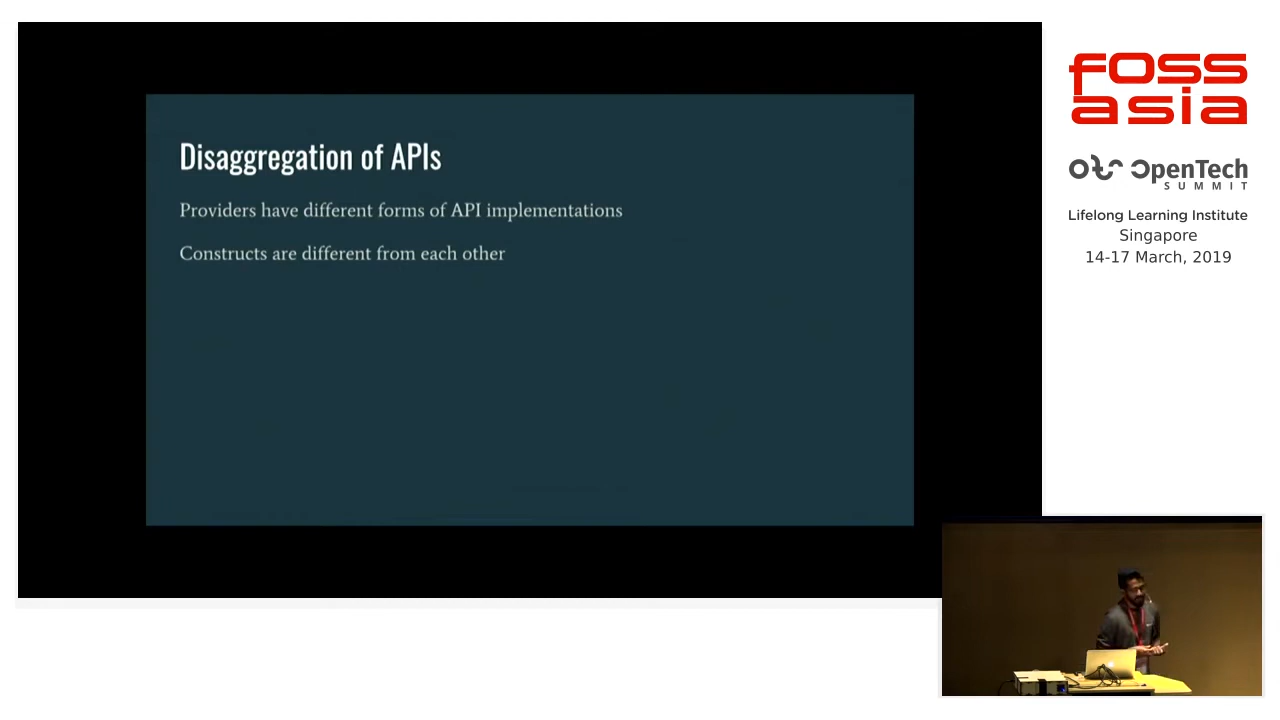 Disaggregation of APIs
Providers have different forms of API implementations
Constructs are different from each other
fOSS
asia
OpenTech
SUMMIT
Lifelong Learning Institute
Singapore
14-17 March, 2019